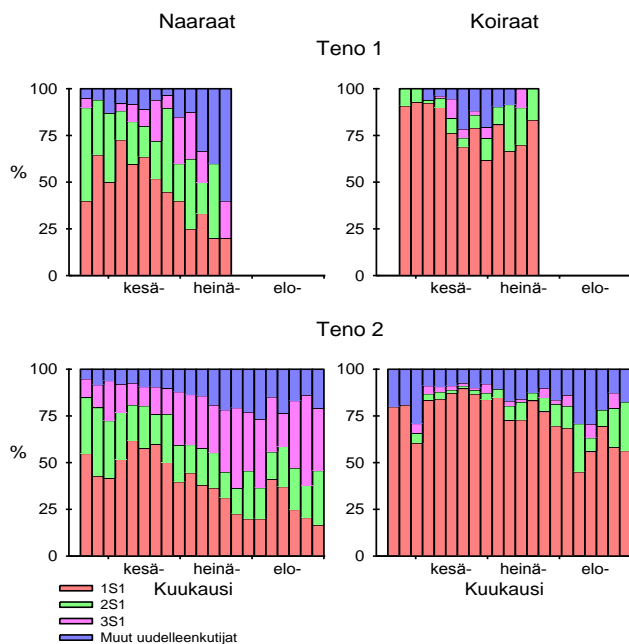 Naaraat Koiraat
Teno 1
100 100
75 75
% 50 50
25 25
0 0
kesä- heinä- elo- kesä- heinä- elo-
Teno 2
100 100
75 75
% 50 50
25 25
0 0
kesä- heinä- elo- kesä- heinä- elo-
Kuukausi Kuukausi
1S1
2S1
3S1
Muut uudelleenkutijat